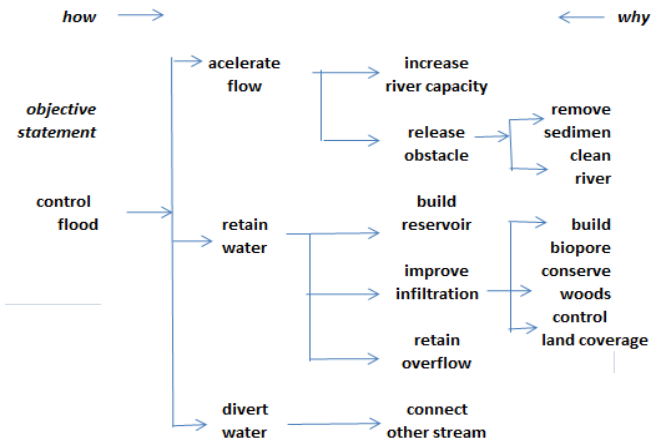 how
why
acelerate
flow
increase
river capacity
objective
statement
release
obstacle
remove
sedimen
clean
river
control
flood
retain
water
build
reservoir
improve
infiltration
retain
overflow
build
biopore
conserve
woods
control
land coverage
divert
water
connect
other stream